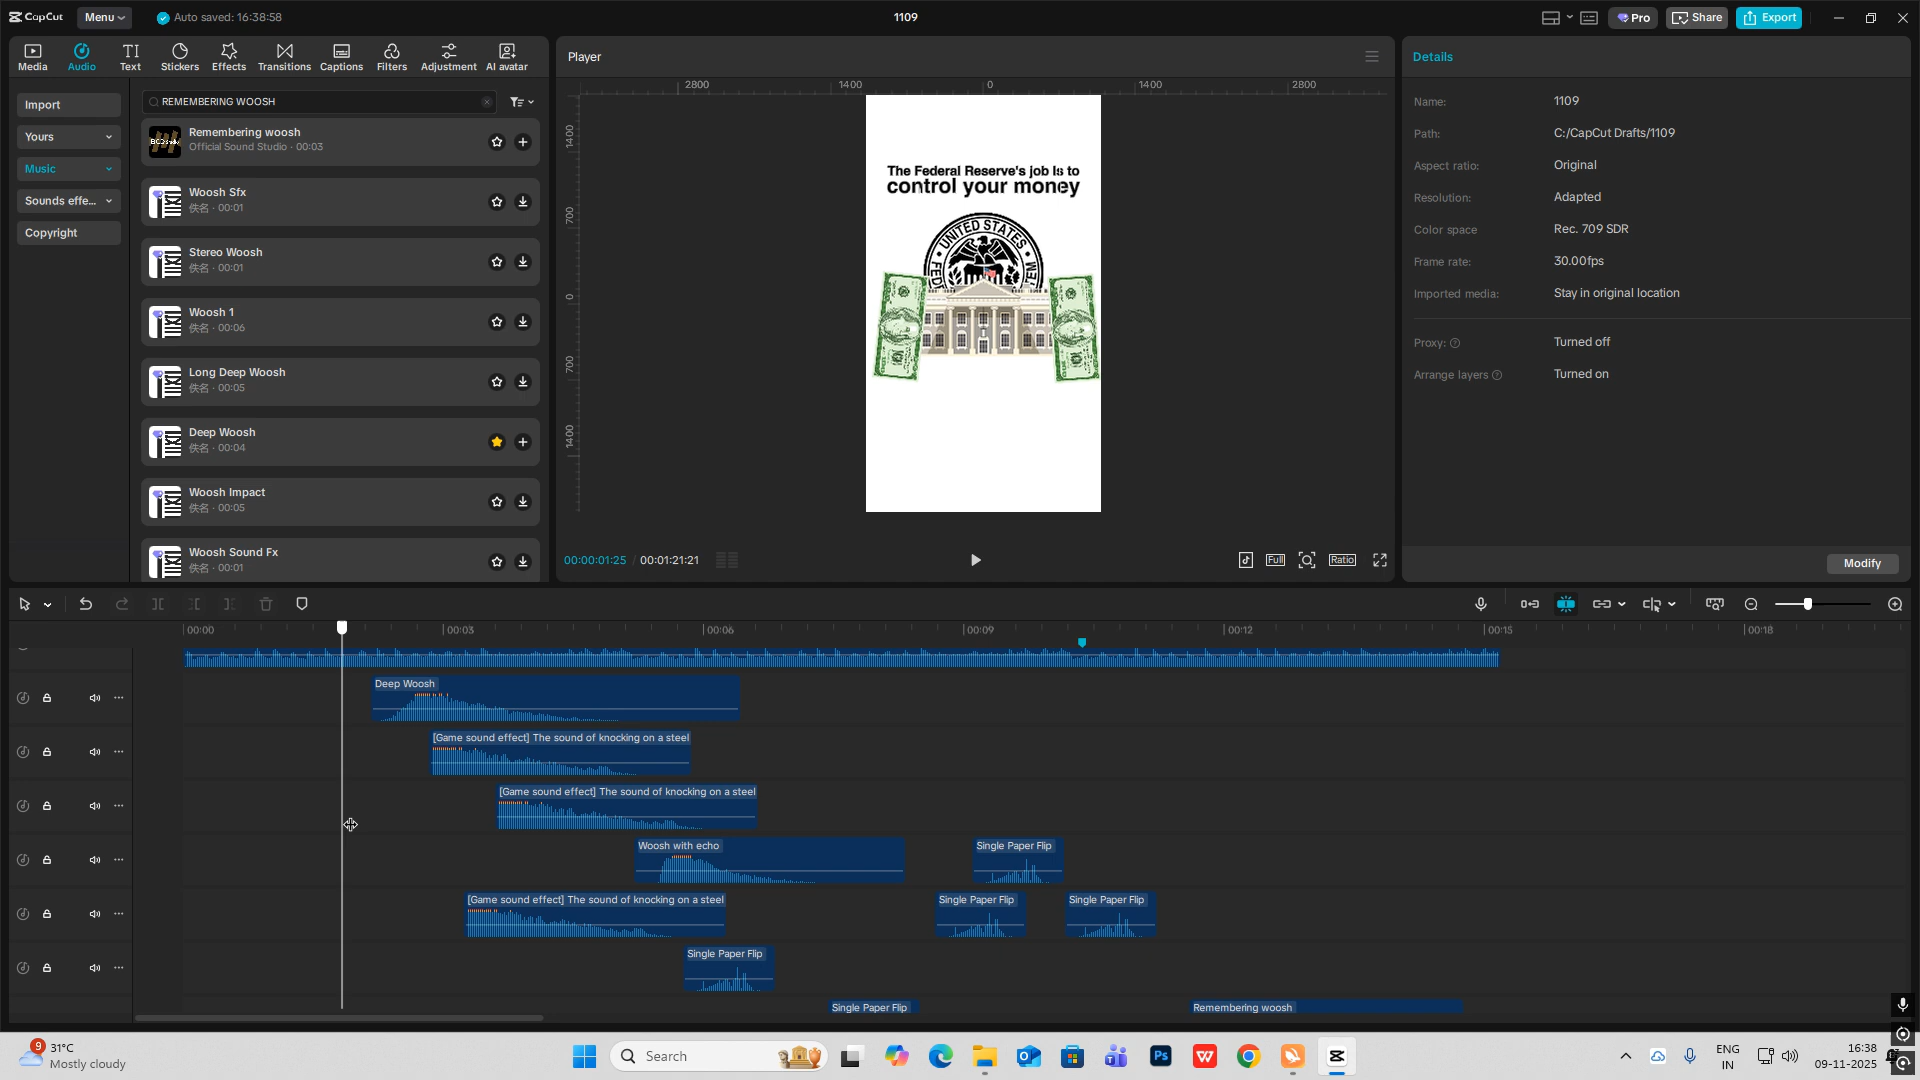 CapCut
Menu
Auto saved: 16:38:58
1109
Pro
Share
Export
Media
Audio
Text
Stickers
Effects
Transitions
Captions
Filters
Adjustment
AI avatar
Import
Yours
Music
Sounds effe...
Copyright
REMEMBERING WOOSH
Remembering woosh
Official Sound Studio · 00:03
Woosh Sfx
佚名 · 00:01
Stereo Woosh
佚名 · 00:01
Woosh 1
佚名 · 00:06
Long Deep Woosh
佚名 · 00:05
Deep Woosh
佚名 · 00:04
Woosh Impact
佚名 · 00:05
Woosh Sound Fx
佚名 · 00:01
Player
2800
1400
0
1400
2800
1400
700
0
700
1400
The Federal Reserve's job Is to
control your money
UNITED STATES
00:00:01:25
00:01:21:21
Full
Ratio
Details
Name:
1109
Path:
C:/CapCut Drafts/1109
Aspect ratio:
Original
Resolution:
Adapted
Color space
Rec. 709 SDR
Frame rate:
30.00fps
Imported media:
Stay in original location
Proxy:
Turned off
Arrange layers
Turned on
Modify
00:00
00:03
00:06
00:09
00:12
00:15
00:18
Deep Woosh
[Game sound effect] The sound of knocking on a steel
[Game sound effect] The sound of knocking on a steel
Woosh with echo
Single Paper Flip
[Game sound effect] The sound of knocking on a steel
Single Paper Flip
Single Paper Flip
Single Paper Flip
Single Paper Flip
Remembering woosh
9
31°C
Mostly cloudy
Search
ENG
IN
16:38
09-11-2025